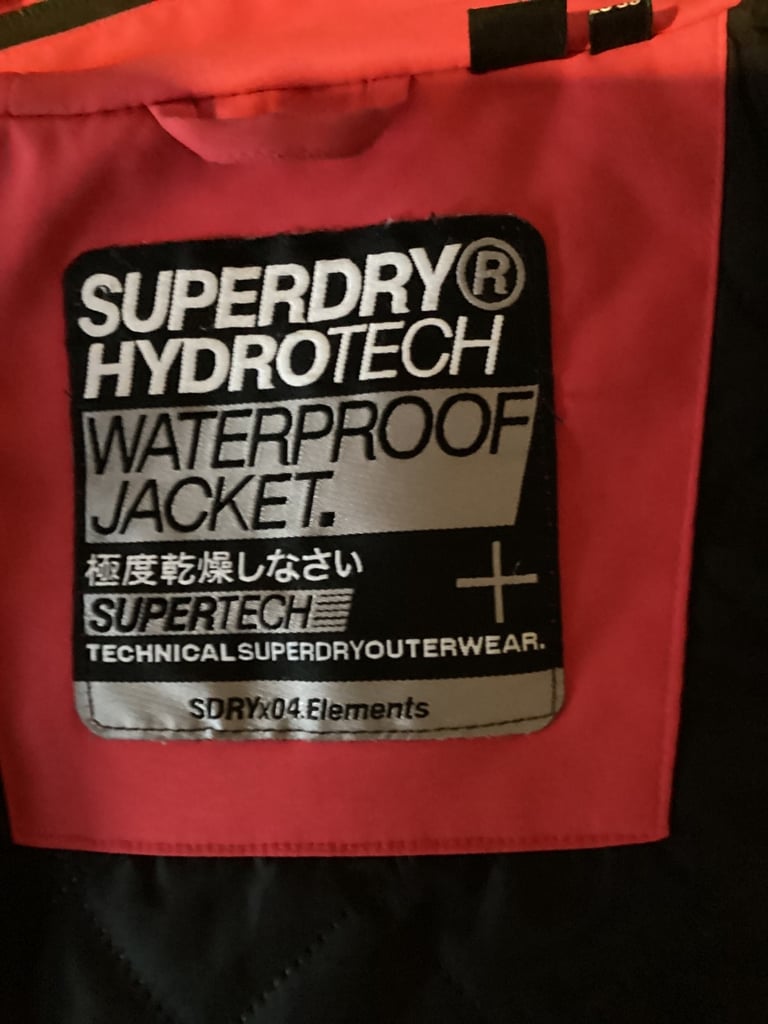 SUPERDRY®
HYDROTECH
WATERPROOF
JACKET.
極度乾燥しなさい
SUPERTECH
TECHNICALSUPERDRYOUTERWEAR.
SDRYx04.Elements